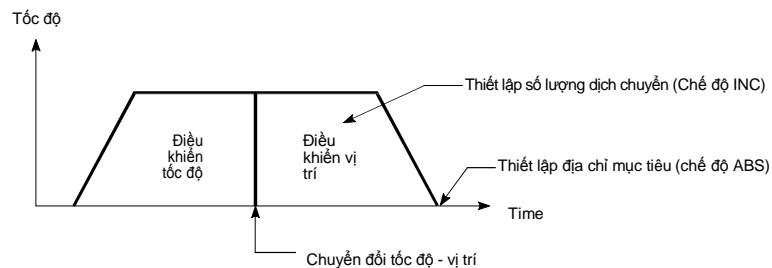 Tốc độ
Thiết lập số lượng dịch chuyển (Chế độ INC)
Điều
khiển
tốc độ
Điều
khiển vị
trí
Thiết lập địa chỉ mục tiêu (chế độ ABS)
Time
Chuyển đổi tốc độ - vị trí